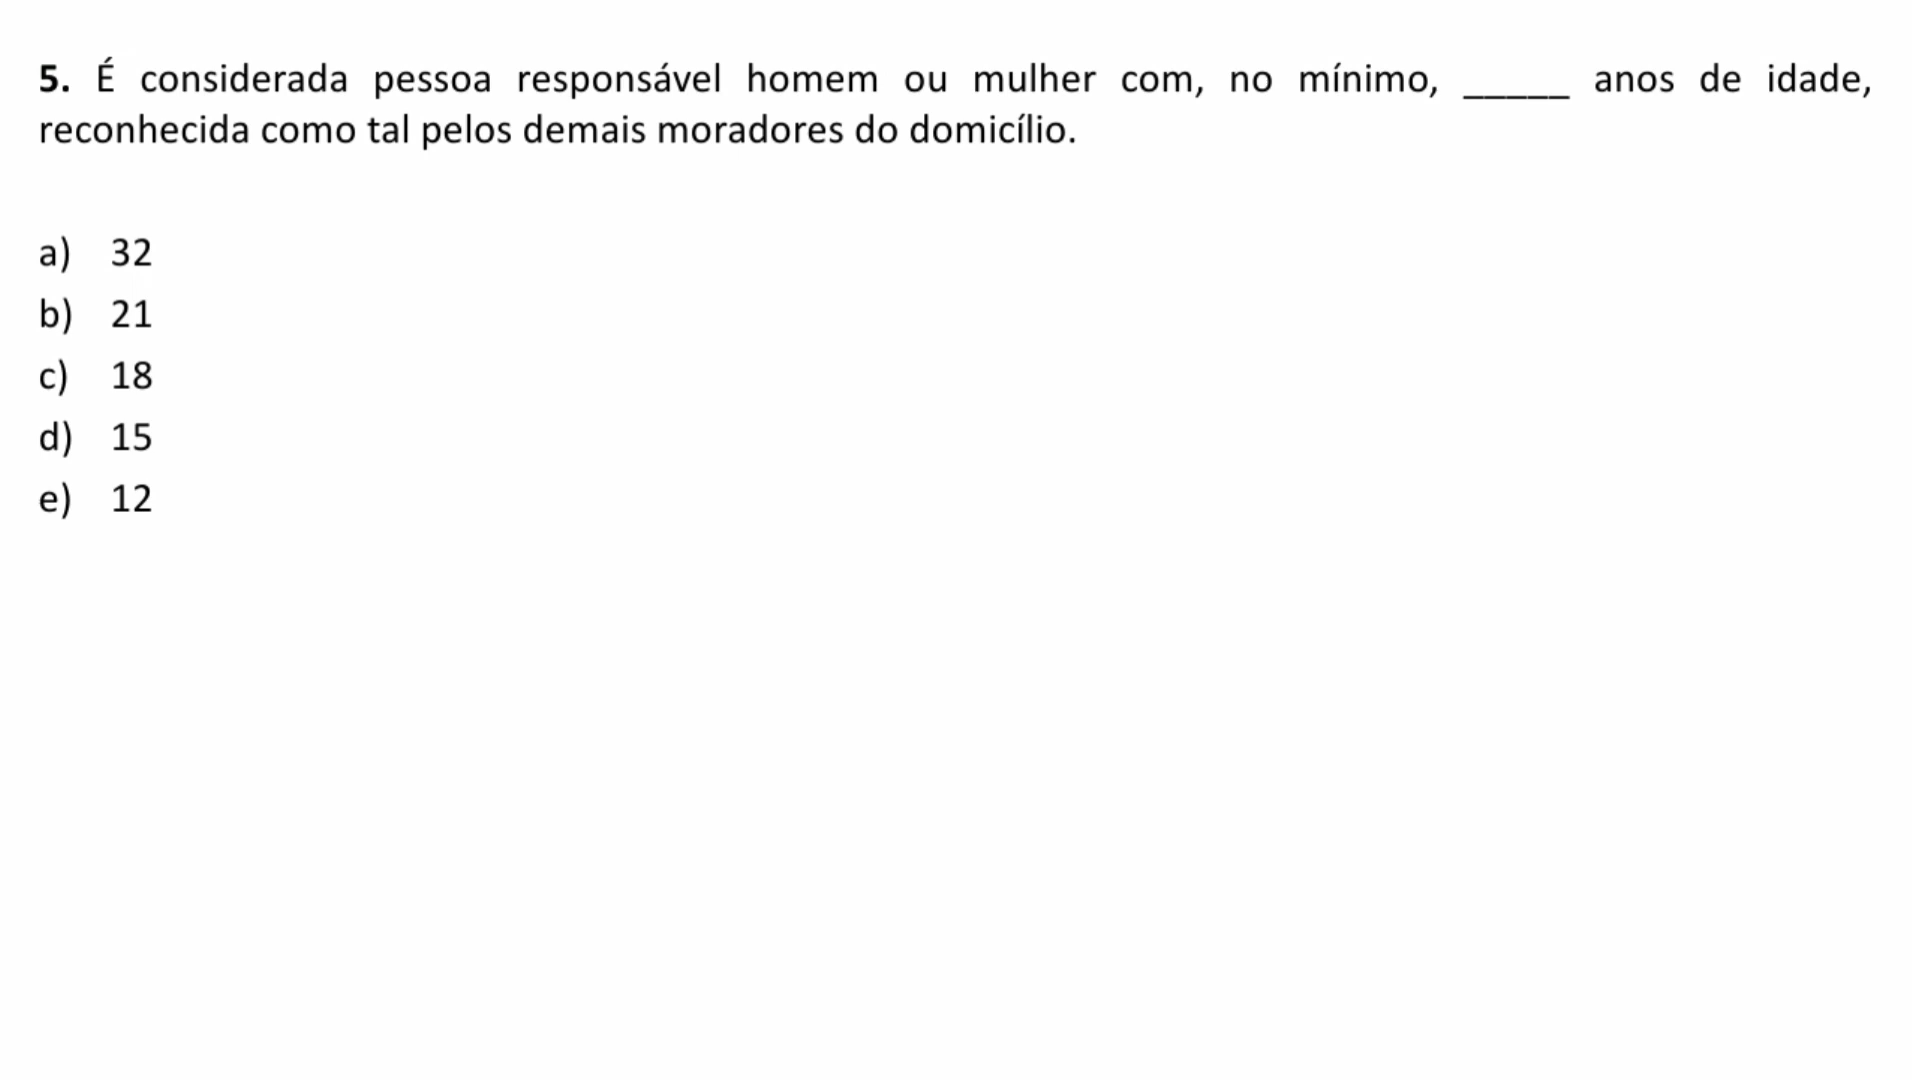 5. É considerada pessoa responsável homem ou mulher com, no mínimo, _____ anos de idade,
reconhecida como tal pelos demais moradores do domicílio.
a) 32
b) 21
c) 18
d) 15
e) 12